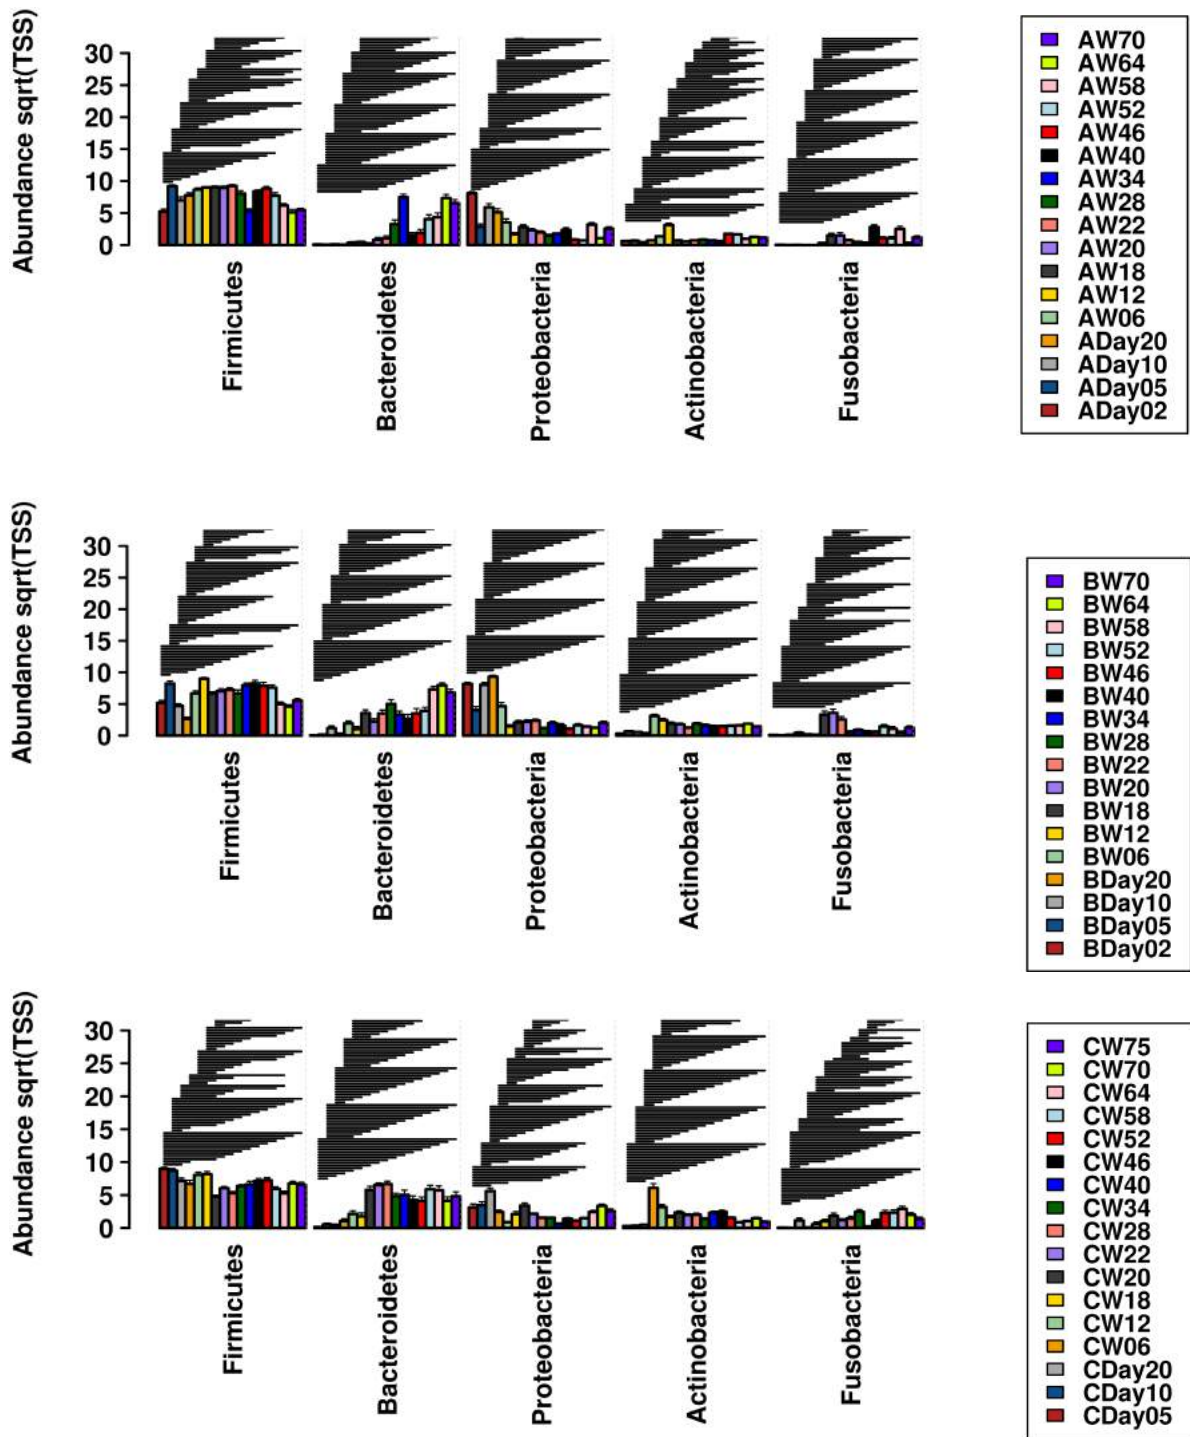 Abundance sqrt(TSS)
30
25
20
15
10
5
0
Firmicutes
Bacteroidetes
Proteobacteria
Actinobacteria
Fusobacteria
AW70
AW64
AW58
AW52
AW46
AW40
AW34
AW28
AW22
AW20
AW18
AW12
AW06
ADay20
ADay10
ADay05
ADay02
Abundance sqrt(TSS)
30
25
20
15
10
5
0
Firmicutes
Bacteroidetes
Proteobacteria
Actinobacteria
Fusobacteria
BW70
BW64
BW58
BW52
BW46
BW40
BW34
BW28
BW22
BW20
BW18
BW12
BW06
BDay20
BDay10
BDay05
BDay02
Abundance sqrt(TSS)
30
25
20
15
10
5
0
Firmicutes
Bacteroidetes
Proteobacteria
Actinobacteria
Fusobacteria
CW75
CW70
CW64
CW58
CW52
CW46
CW40
CW34
CW28
CW22
CW20
CW18
CW12
CW06
CDay20
CDay10
CDay05